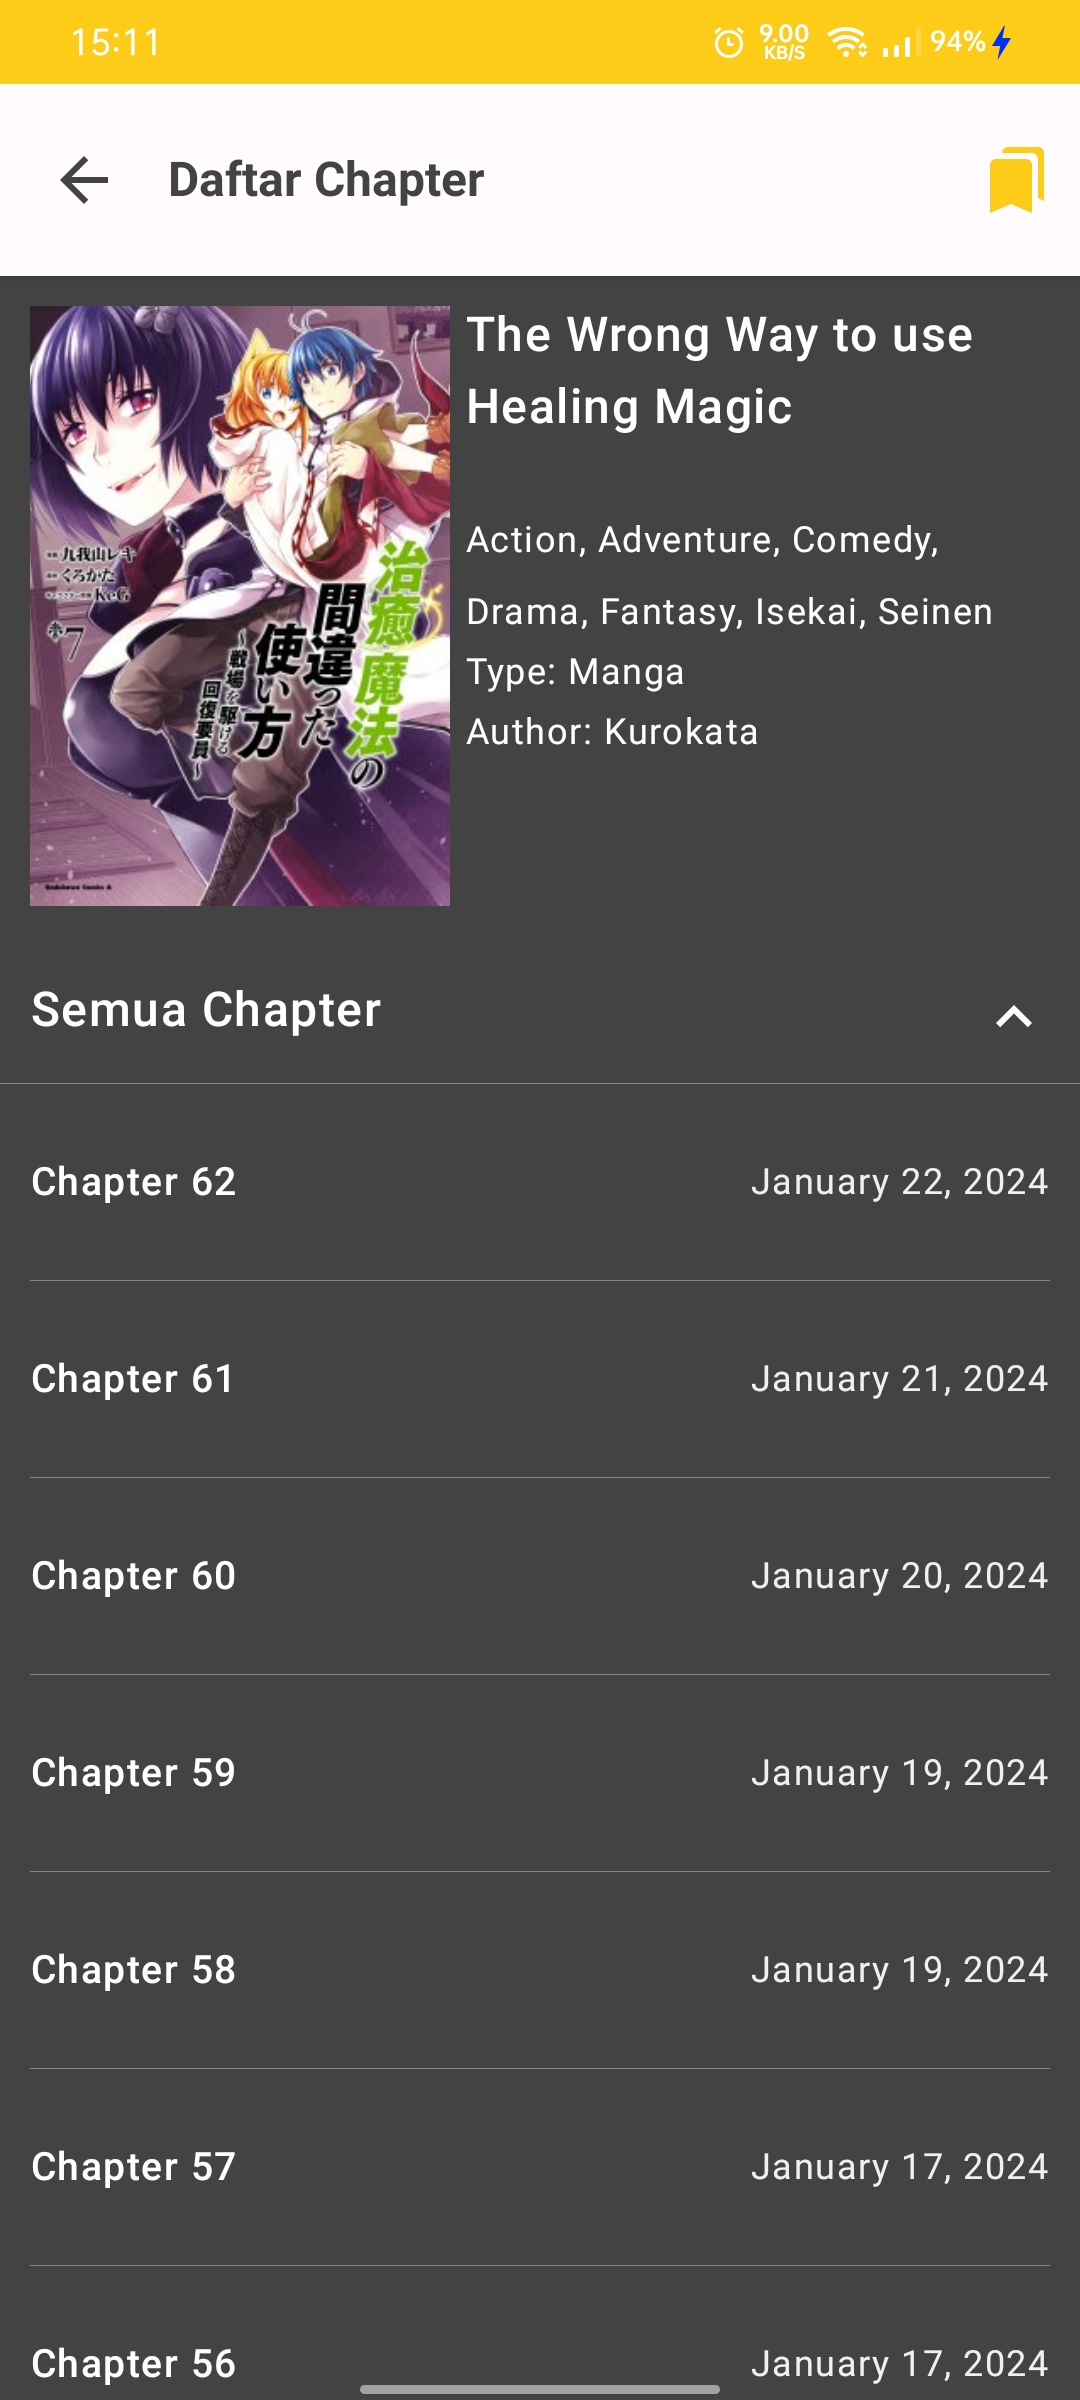 15:11
9.00
KB/S
94%
Daftar Chapter
The Wrong Way to use
Healing Magic
Action, Adventure, Comedy,
Drama, Fantasy, Isekai, Seinen
Type: Manga
Author: Kurokata
九我山レキ
くろかた
KeG
7
治癒魔法の
間違った
使い方
~戦場を駆ける
回復要員~
Kadokawa Comics A
Semua Chapter
Chapter 62 January 22, 2024
Chapter 61 January 21, 2024
Chapter 60 January 20, 2024
Chapter 59 January 19, 2024
Chapter 58 January 19, 2024
Chapter 57 January 17, 2024
Chapter 56 January 17, 2024